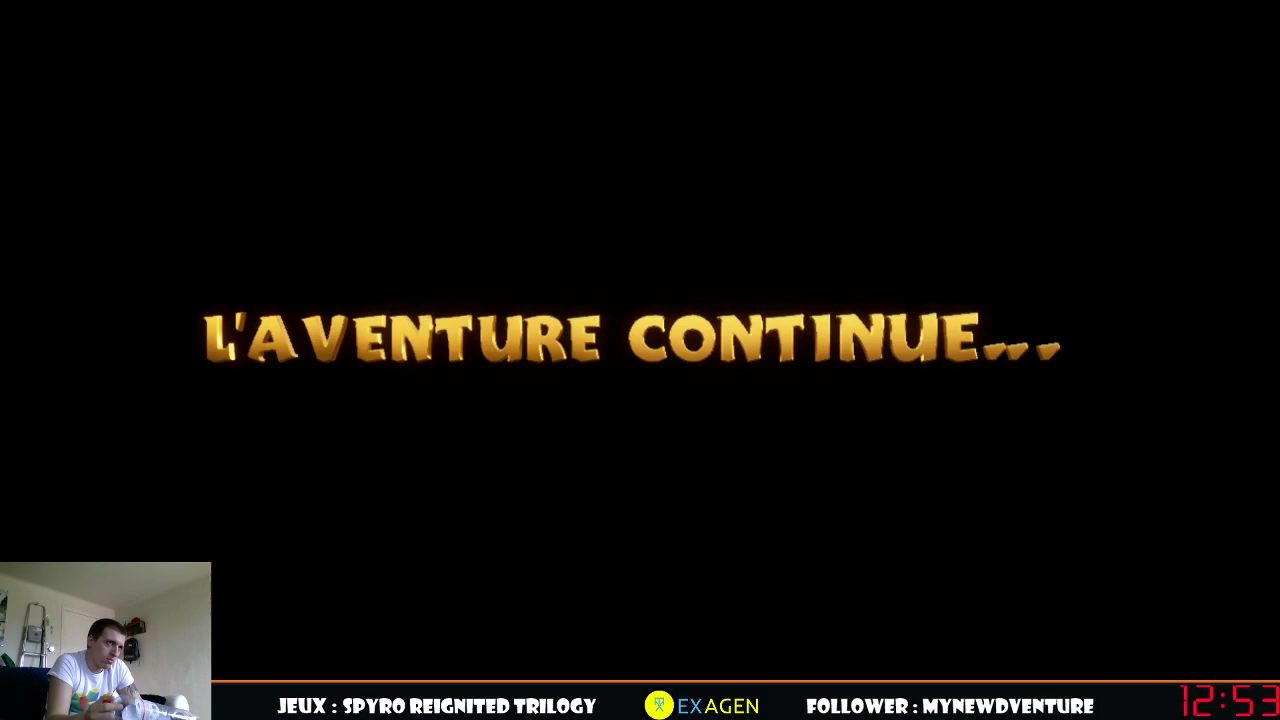 L'AVENTURE CONTINUE...
JEUX : SPYRO REIGNITED TRILOGY
EXAGEN
FOLLOWER : MYNEWDVENTURE
12:53